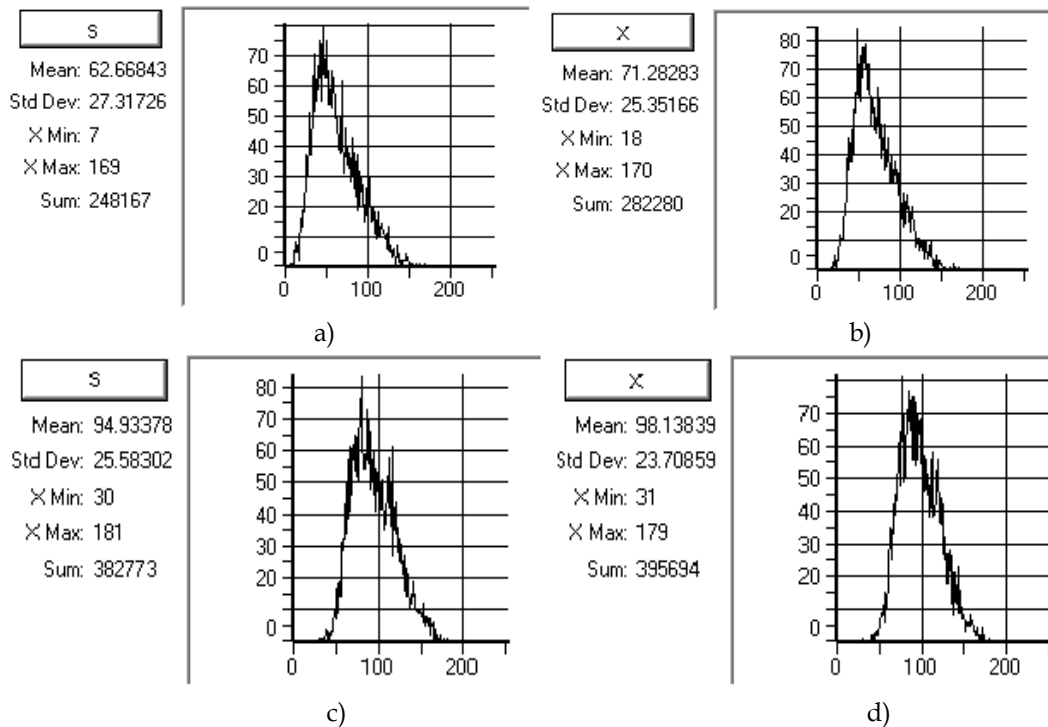 S
Mean: 62.66843
Std Dev: 27.31726
X Min: 7
X Max: 169
Sum: 248167
70
60
50
40
30
20
0
0 100 200
a)
X
Mean: 71.28283
Std Dev: 25.35166
X Min: 18
X Max: 170
Sum: 282280
80
70
60
50
40
30
20
0
0 100 200
b)
S
Mean: 94.93378
Std Dev: 25.58302
X Min: 30
X Max: 181
Sum: 382773
80
70
60
50
40
30
20
0
0 100 200
c)
X
Mean: 98.13839
Std Dev: 23.70859
X Min: 31
X Max: 179
Sum: 395694
70
60
50
40
30
20
0
0 100 200
d)